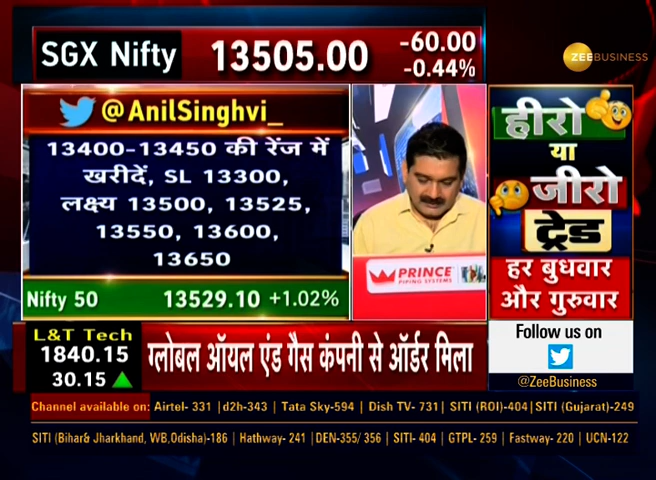 SGX Nifty 13505.00 -60.00
-0.44%
ZEE BUSINESS
@AnilSinghvi_
13400-13450 की रेंज में
खरीदें, SL 13300,
लक्ष्य 13500, 13525,
13550, 13600,
13650
Nifty 50 13529.10 +1.02%
PRINCE
PIPING SYSTEMS
हीरो
या
जीरो
ट्रेड
हर बुधवार
और गुरुवार
Follow us on
@ZeeBusiness
L&T Tech
1840.15
30.15
ग्लोबल ऑयल एंड गैस कंपनी से ऑर्डर मिला
Channel available on: Airtel- 331 | d2h-343 | Tata Sky-594 | Dish TV- 731 | SITI (ROI)-404 | SITI (Gujarat)-249
SITI (Bihar& Jharkhand, WB,Odisha)-186 | Hathway- 241 | DEN-355/ 356 | SITI- 404 | GTPL- 259 | Fastway- 220 | UCN-122